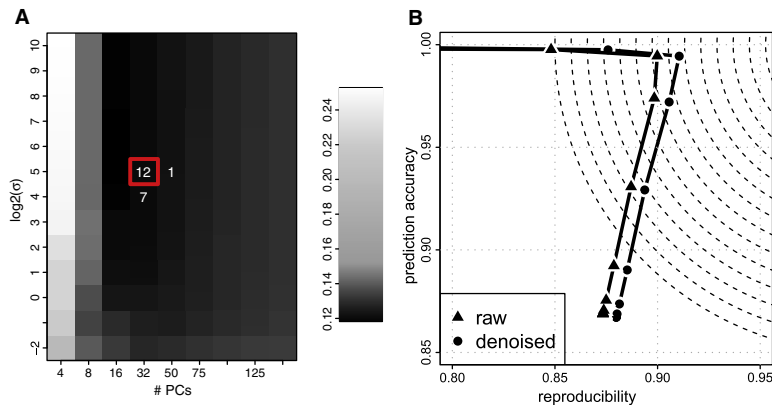 A
10
9
8
7
6
5
4
3
2
1
0
−2
log2(σ)
12 1
7
4 8 16 32 50 75 125
# PCs
0.24
0.22
0.20
0.18
0.16
0.14
0.12
B
1.00
0.95
0.90
0.85
prediction accuracy
raw
denoised
0.80 0.85 0.90 0.95
reproducibility